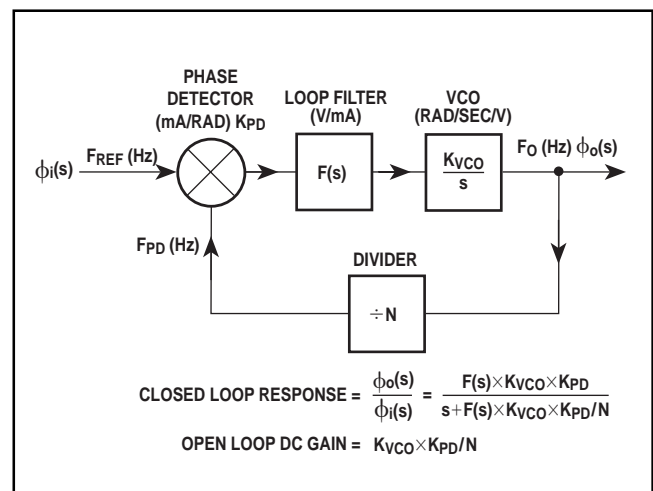 PHASE
DETECTOR
(mA/RAD) KPD
LOOP FILTER
(V/mA)
VCO
(RAD/SEC/V)
ϕi(s)
FREF (Hz)
F(s)
KVCO
s
FO (Hz) ϕo(s)
FPD (Hz)
DIVIDER
÷N
CLOSED LOOP RESPONSE = ϕo(s)/ϕi(s) = F(s)×KVCO×KPD/s+F(s)×KVCO×KPD/N
OPEN LOOP DC GAIN = KVCO×KPD/N